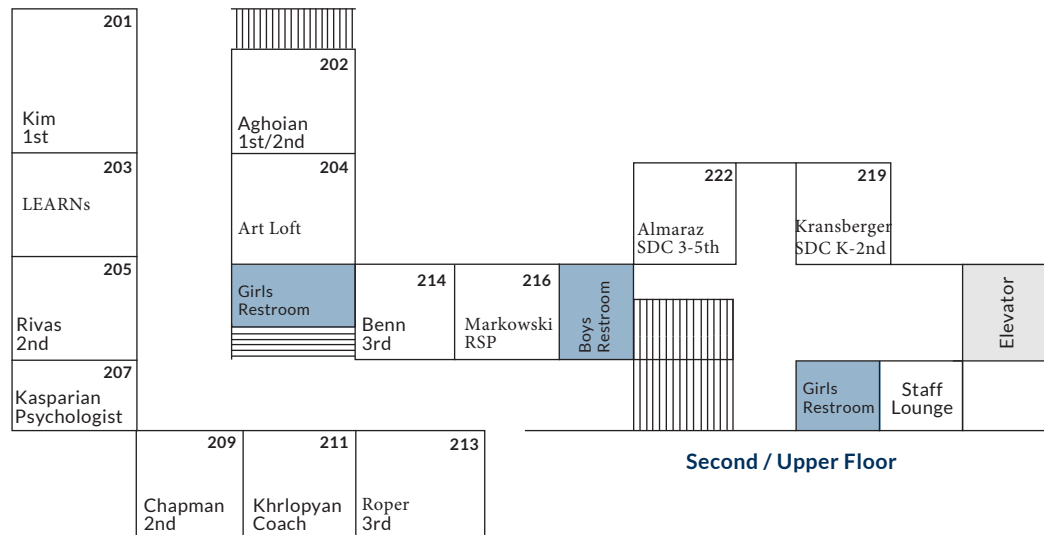 201
Kim
1st
202
Aghoian
1st/2nd
203
LEARNs
204
Art Loft
222
Almaraz
SDC 3-5th
219
Kransberger
SDC K-2nd
205
Rivas
2nd
Girls
Restroom
214
Benn
3rd
216
Markowski
RSP
Boys
Restroom
Elevator
207
Kasparian
Psychologist
Girls
Restroom
Staff
Lounge
209
Chapman
2nd
211
Khrlopyan
Coach
213
Roper
3rd
Second / Upper Floor